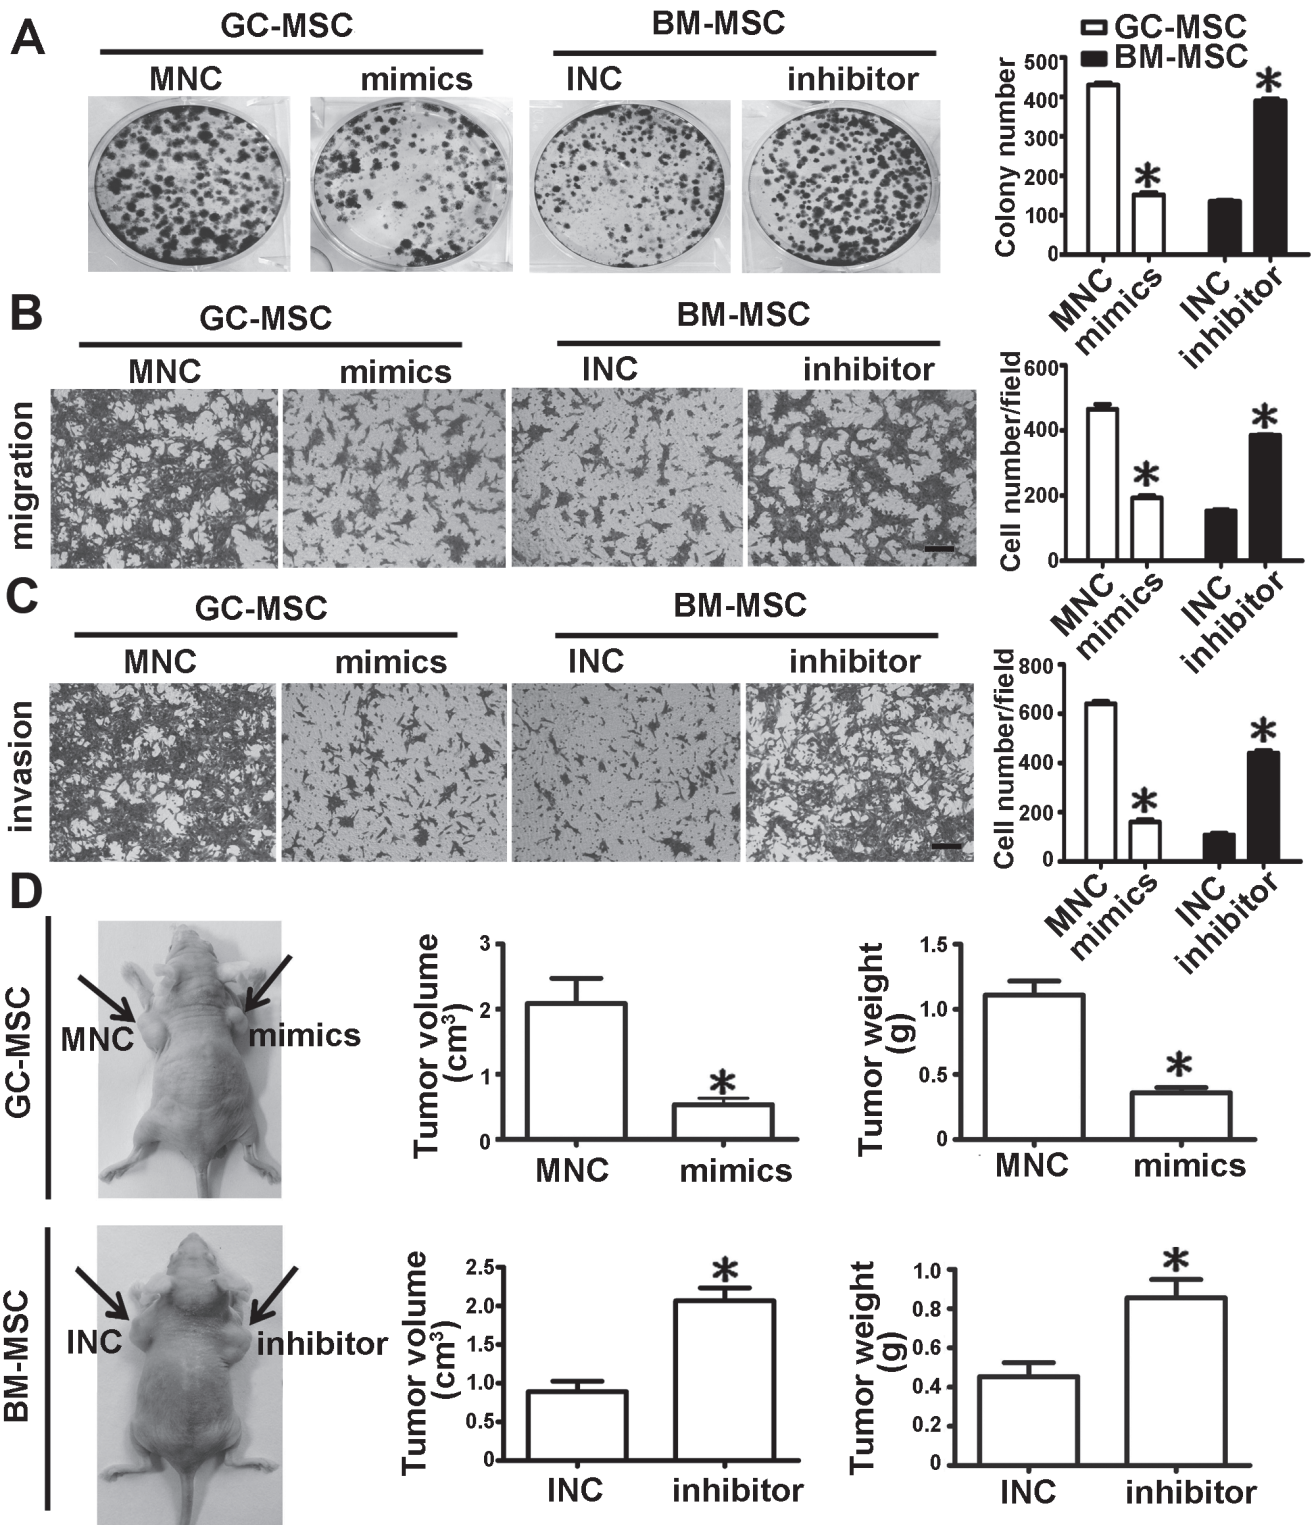 A
GC-MSC
BM-MSC
MNC
mimics
INC
inhibitor
GC-MSC
BM-MSC
Colony number
500
400
300
200
100
0
*
*
MNC
mimics
INC
inhibitor
B
GC-MSC
BM-MSC
MNC
mimics
INC
inhibitor
migration
Cell number/field
600
400
200
0
*
*
MNC
mimics
INC
inhibitor
C
GC-MSC
BM-MSC
MNC
mimics
INC
inhibitor
invasion
Cell number/field
800
600
400
200
0
*
*
MNC
mimics
INC
inhibitor
D
GC-MSC
MNC
mimics
Tumor volume
(cm³)
3
2
1
0
*
MNC
mimics
Tumor weight
(g)
1.5
1.0
0.5
0
*
MNC
mimics
BM-MSC
INC
inhibitor
Tumor volume
(cm³)
2.5
2.0
1.5
1.0
0.5
0
*
INC
inhibitor
Tumor weight
(g)
1.0
0.8
0.6
0.4
0.2
0
*
INC
inhibitor